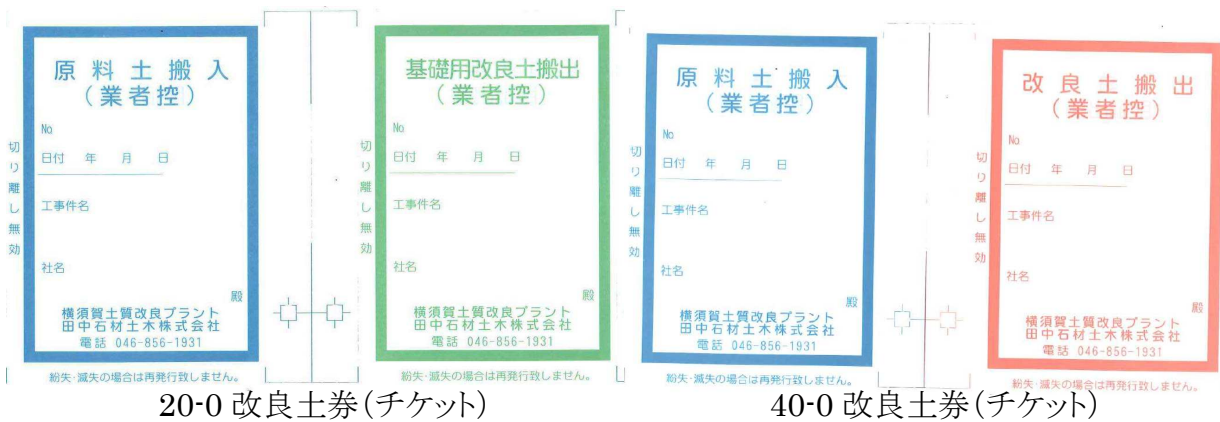 切り離し無効
原料土搬入
(業者控)
No
日付 年 月 日
工事件名
社名
殿
横須賀土質改良プラント
田中石材土木株式会社
電話 046-856-1931
紛失・滅失の場合は再発行致しません。
切り離し無効
基礎用改良土搬出
(業者控)
No
日付 年 月 日
工事件名
社名
殿
横須賀土質改良プラント
田中石材土木株式会社
電話 046-856-1931
紛失・滅失の場合は再発行致しません。
20-0 改良土券(チケット)
切り離し無効
原料土搬入
(業者控)
No
日付 年 月 日
工事件名
社名
殿
横須賀土質改良プラント
田中石材土木株式会社
電話 046-856-1931
紛失・滅失の場合は再発行致しません。
切り離し無効
改良土搬出
(業者控)
No
日付 年 月 日
工事件名
社名
殿
横須賀土質改良プラント
田中石材土木株式会社
電話 046-856-1931
紛失・滅失の場合は再発行致しません。
40-0 改良土券(チケット)